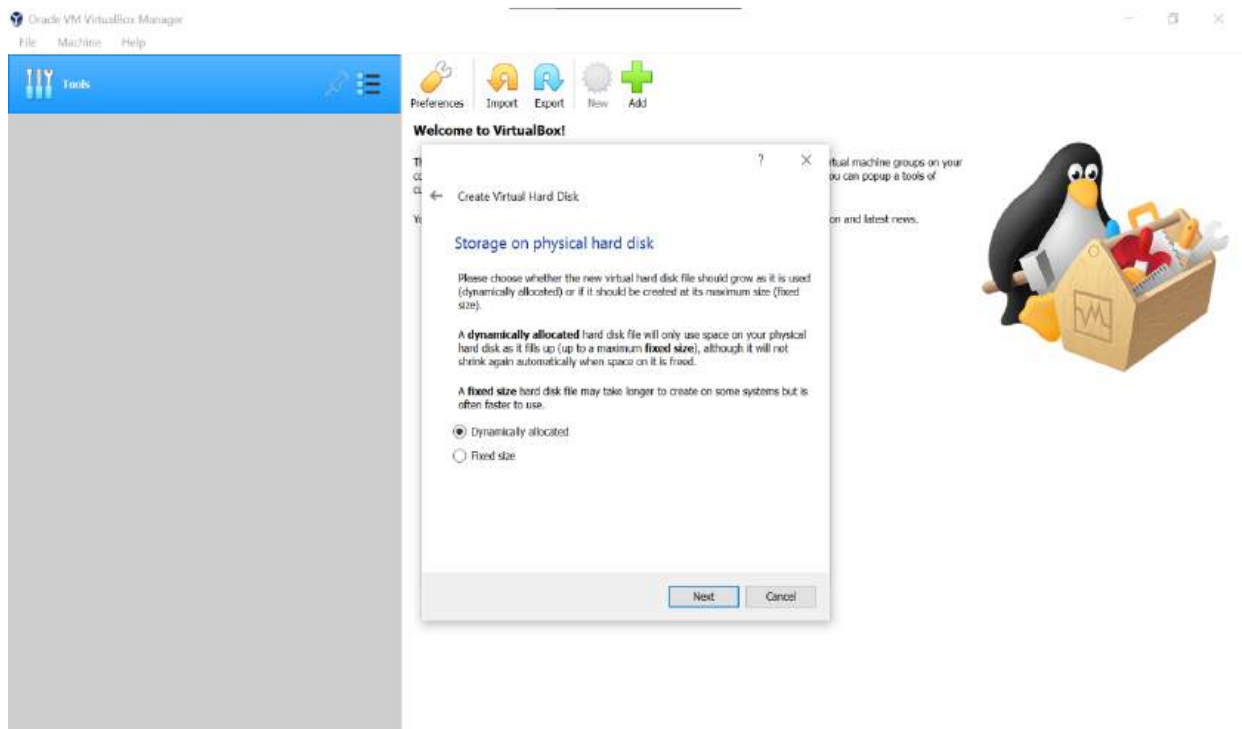 Oracle VM VirtualBox Manager
File Machine Help
Tools
Preferences Import Export New Add
Welcome to VirtualBox!
rtual machine groups on your
ou can popup a tools of
on and latest news.
? ×
← Create Virtual Hard Disk
Storage on physical hard disk
Please choose whether the new virtual hard disk file should grow as it is used
(dynamically allocated) or if it should be created at its maximum size (fixed
size).
A dynamically allocated hard disk file will only use space on your physical
hard disk as it fills up (up to a maximum fixed size), although it will not
shrink again automatically when space on it is freed.
A fixed size hard disk file may take longer to create on some systems but is
often faster to use.
Dynamically allocated
Fixed size
Next Cancel